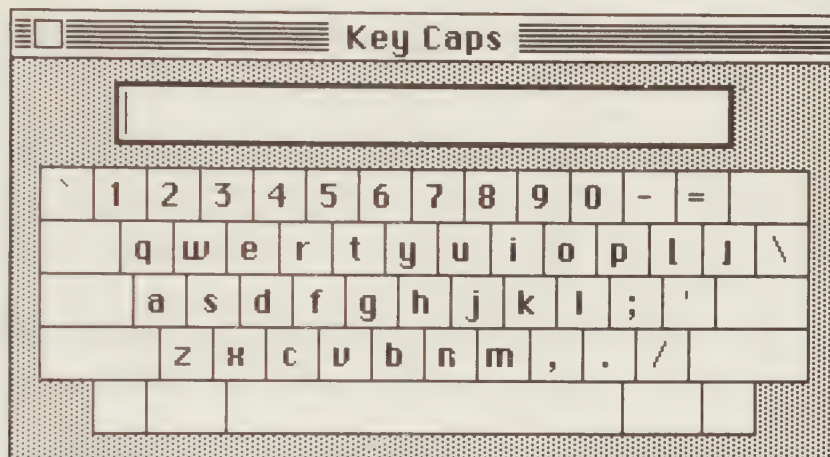 Key Caps
` 1 2 3 4 5 6 7 8 9 0 - =
q w e r t y u i o p [ ] \
a s d f g h j k l ; '
z x c v b n m , . /